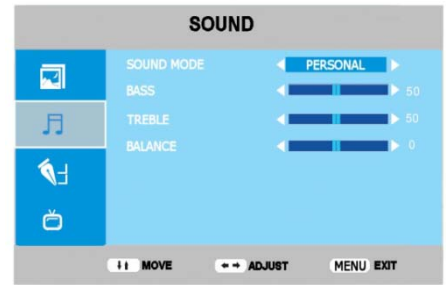 SOUND
SOUND MODE PERSONAL
BASS 50
TREBLE 50
BALANCE 0
MOVE ADJUST MENU EXIT